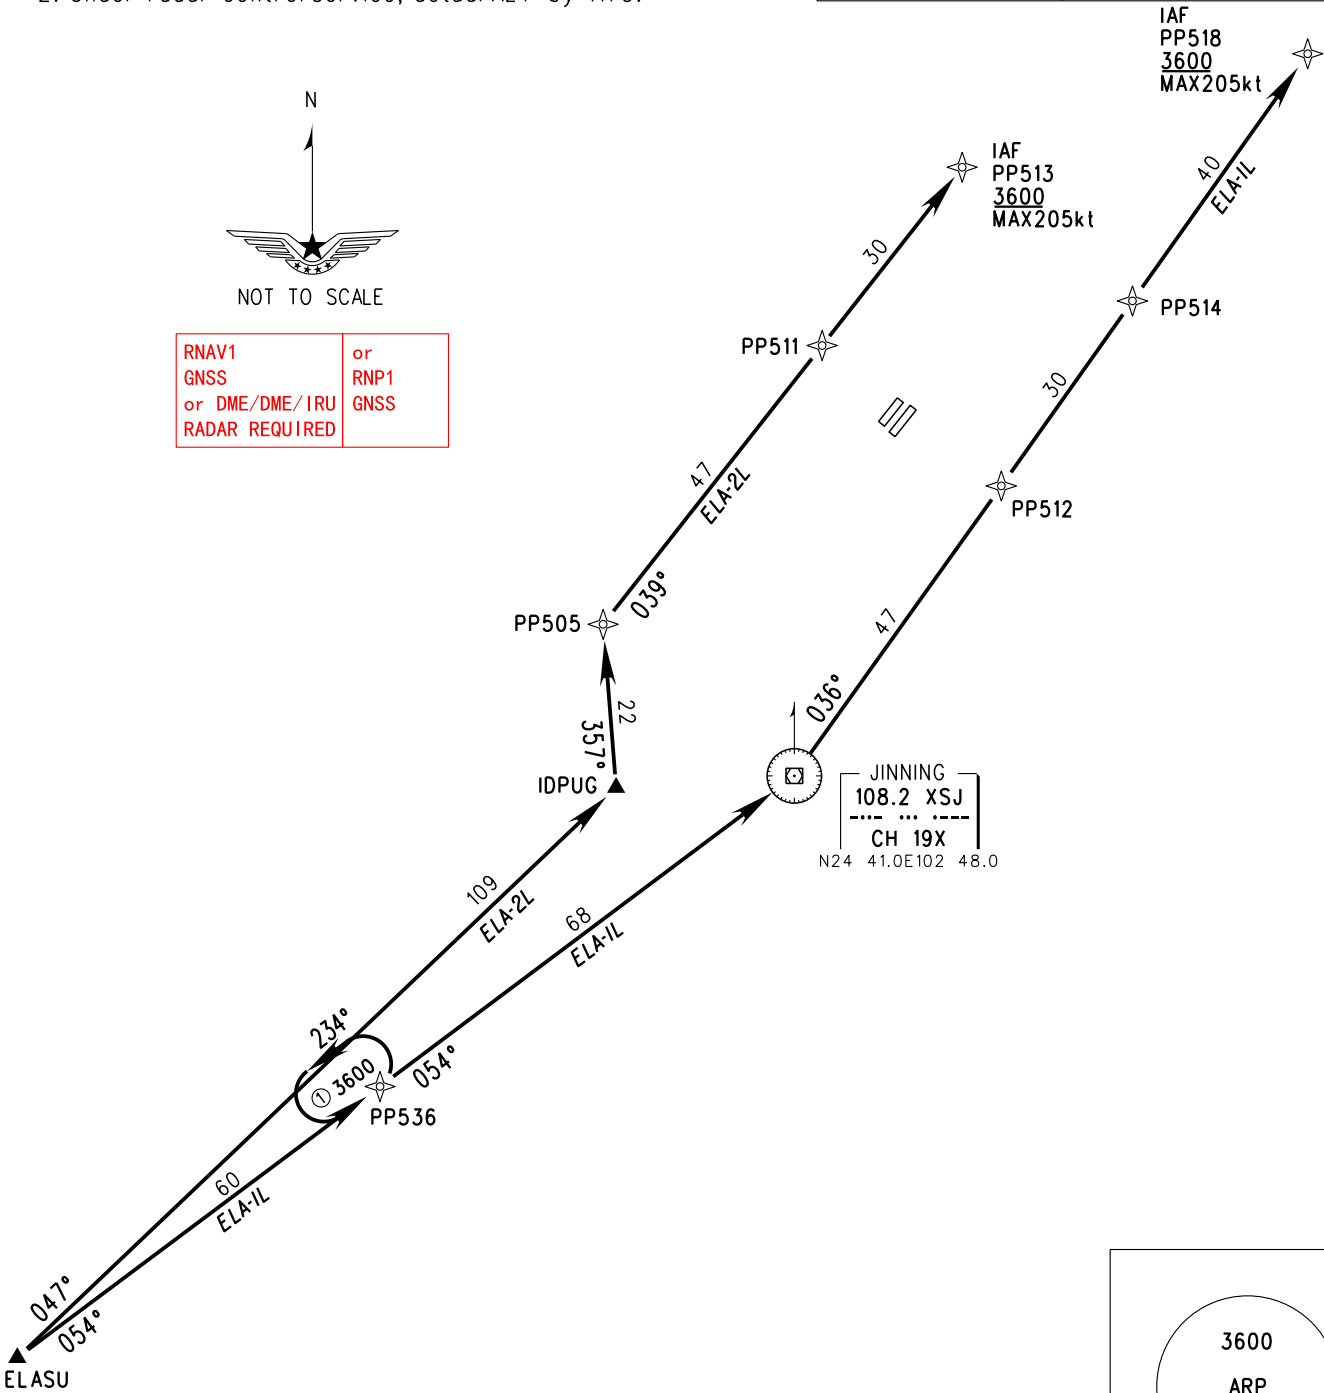 IAF
PP518
3600
MAX205kt
N
NOT TO SCALE
IAF
PP513
3600
MAX205kt
40
ELA-1L
30
PP514
RNAV1
GNSS
or DME/DME/IRU
RADAR REQUIRED
or
RNP1
GNSS
PP511
30
47
ELA-2L
PP512
039°
PP505
47
22
357°
036°
IDPUG
JINNING
108.2 XSJ
CH 19X
N24 41.0E102 48.0
109
ELA-2L
68
ELA-1L
234°
① 3600
054°
PP536
60
ELA-1L
047°
054°
ELASU
3600
ARP